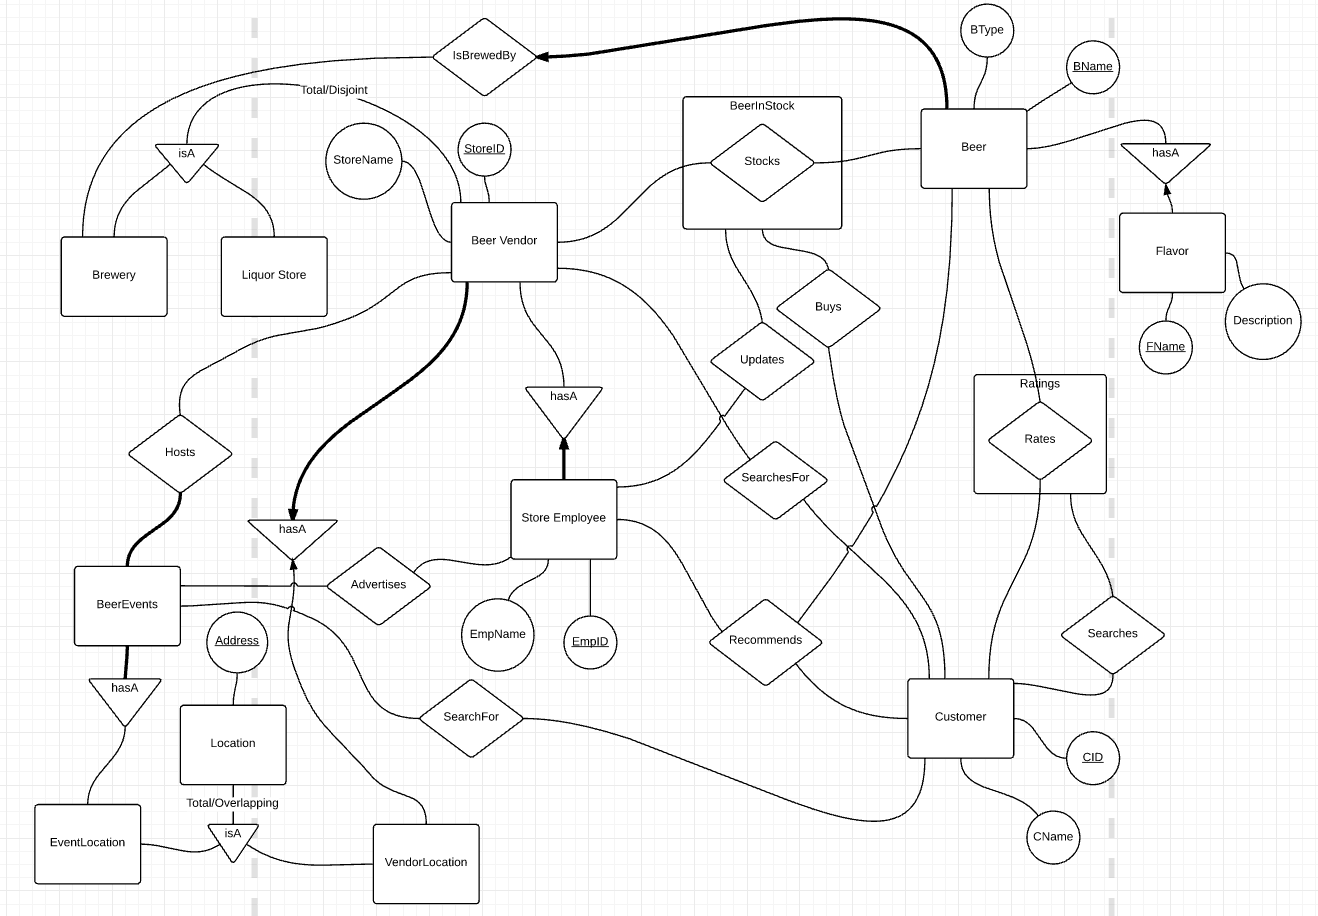 BType
IsBrewedBy
BName
Total/Disjoint
BeerInStock
isA
StoreName
StoreID
Stocks
Beer
hasA
Beer Vendor
Flavor
Brewery
Liquor Store
Buys
Description
FName
Updates
Ratings
hasA
Rates
Hosts
SearchesFor
Store Employee
hasA
Advertises
BeerEvents
EmpName
EmpID
Recommends
Searches
Address
hasA
SearchFor
Customer
Location
CID
Total/Overlapping
isA
CName
EventLocation
VendorLocation